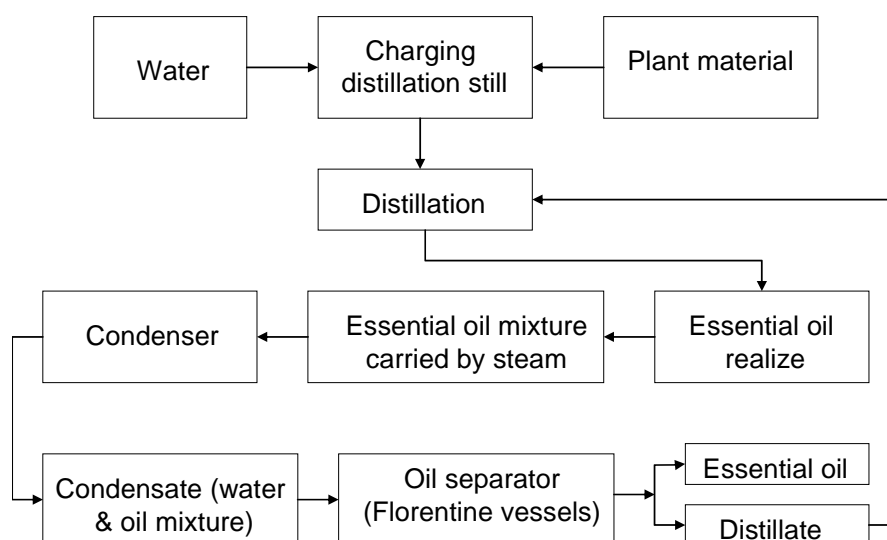 Water
Charging
distillation still
Plant material
Distillation
Condenser
Essential oil mixture
carried by steam
Essential oil
realize
Condensate (water
& oil mixture)
Oil separator
(Florentine vessels)
Essential oil
Distillate